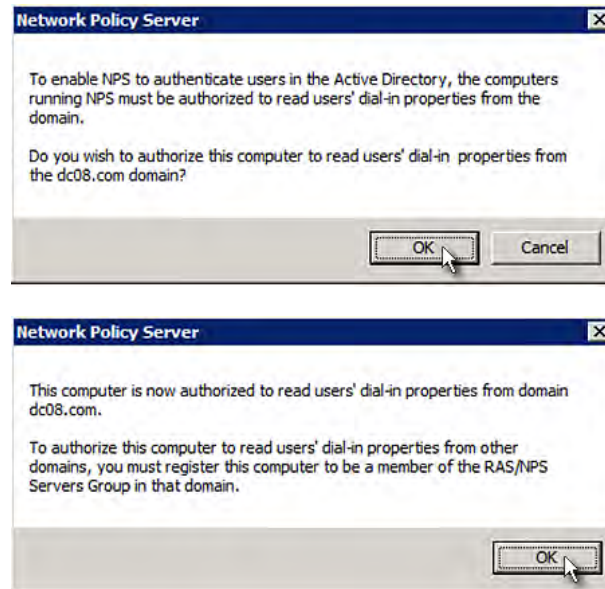 Network Policy Server
To enable NPS to authenticate users in the Active Directory, the computers
running NPS must be authorized to read users' dial-in properties from the
domain.
Do you wish to authorize this computer to read users' dial-in properties from
the dc08.com domain?
OK
Cancel
Network Policy Server
This computer is now authorized to read users' dial-in properties from domain
dc08.com.
To authorize this computer to read users' dial-in properties from other
domains, you must register this computer to be a member of the RAS/NPS
Servers Group in that domain.
OK